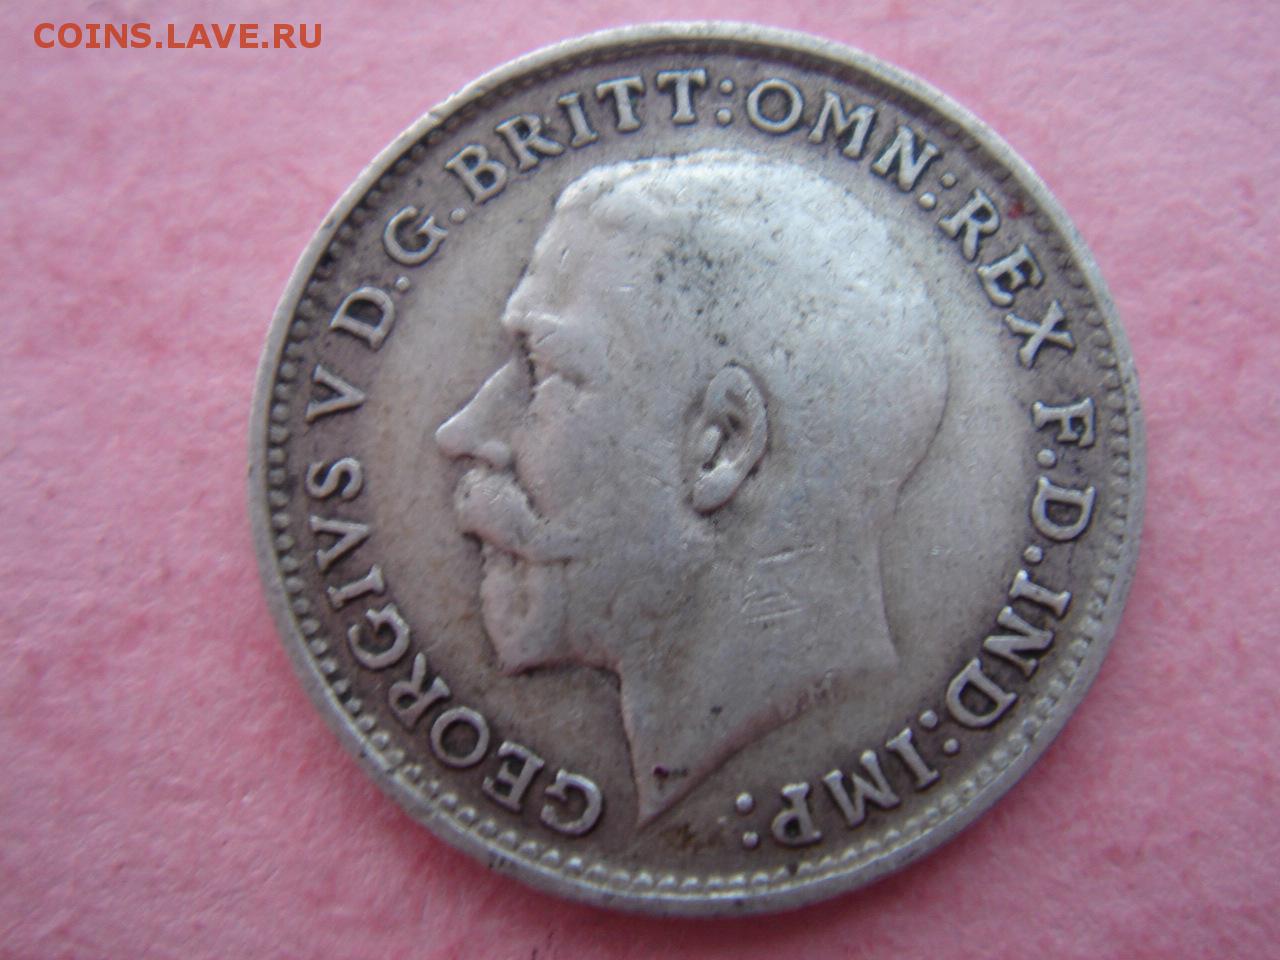 COINS.LAVE.RU
GEORGIVS V D.G.BRITT:OMN:REX F.D.IND:IMP: